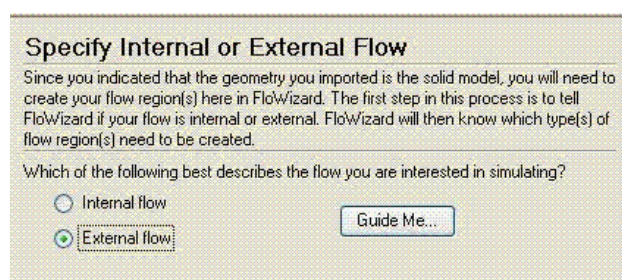 Specify Internal or External Flow
Since you indicated that the geometry you imported is the solid model, you will need to
create your flow region(s) here in FloWizard. The first step in this process is to tell
FloWizard if your flow is internal or external. FloWizard will then know which type(s) of
flow region(s) need to be created.
Which of the following best describes the flow you are interested in simulating?
Internal flow
Guide Me...
External flow